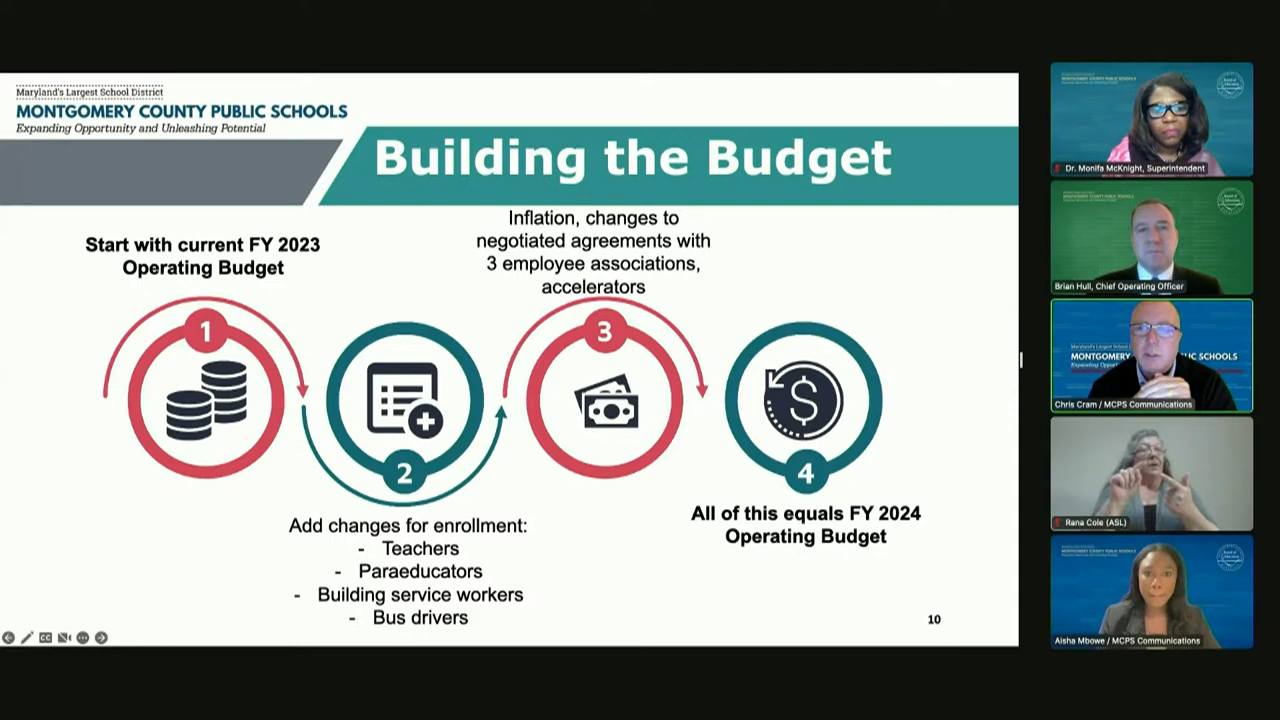 Maryland's Largest School District
MONTGOMERY COUNTY PUBLIC SCHOOLS
Expanding Opportunity and Unleashing Potential
Building the Budget
Start with current FY 2023
Operating Budget
1
Add changes for enrollment:
- Teachers
- Paraeducators
- Building service workers
- Bus drivers
2
Inflation, changes to
negotiated agreements with
3 employee associations,
accelerators
3
4
All of this equals FY 2024
Operating Budget
10
CC
Dr. Monifa McKnight, Superintendent
Brian Hull, Chief Operating Officer
Chris Cram / MCPS Communications
Rana Cole (ASL)
Aisha Mbowe / MCPS Communications